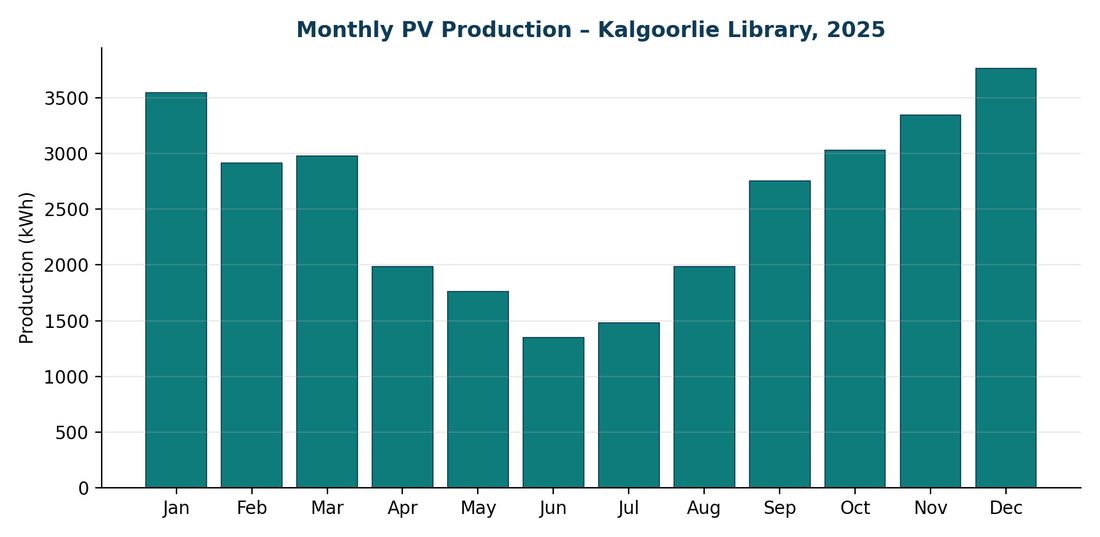 Monthly PV Production – Kalgoorlie Library, 2025
Production (kWh)
3500
3000
2500
2000
1500
1000
500
0
Jan Feb Mar Apr May Jun Jul Aug Sep Oct Nov Dec